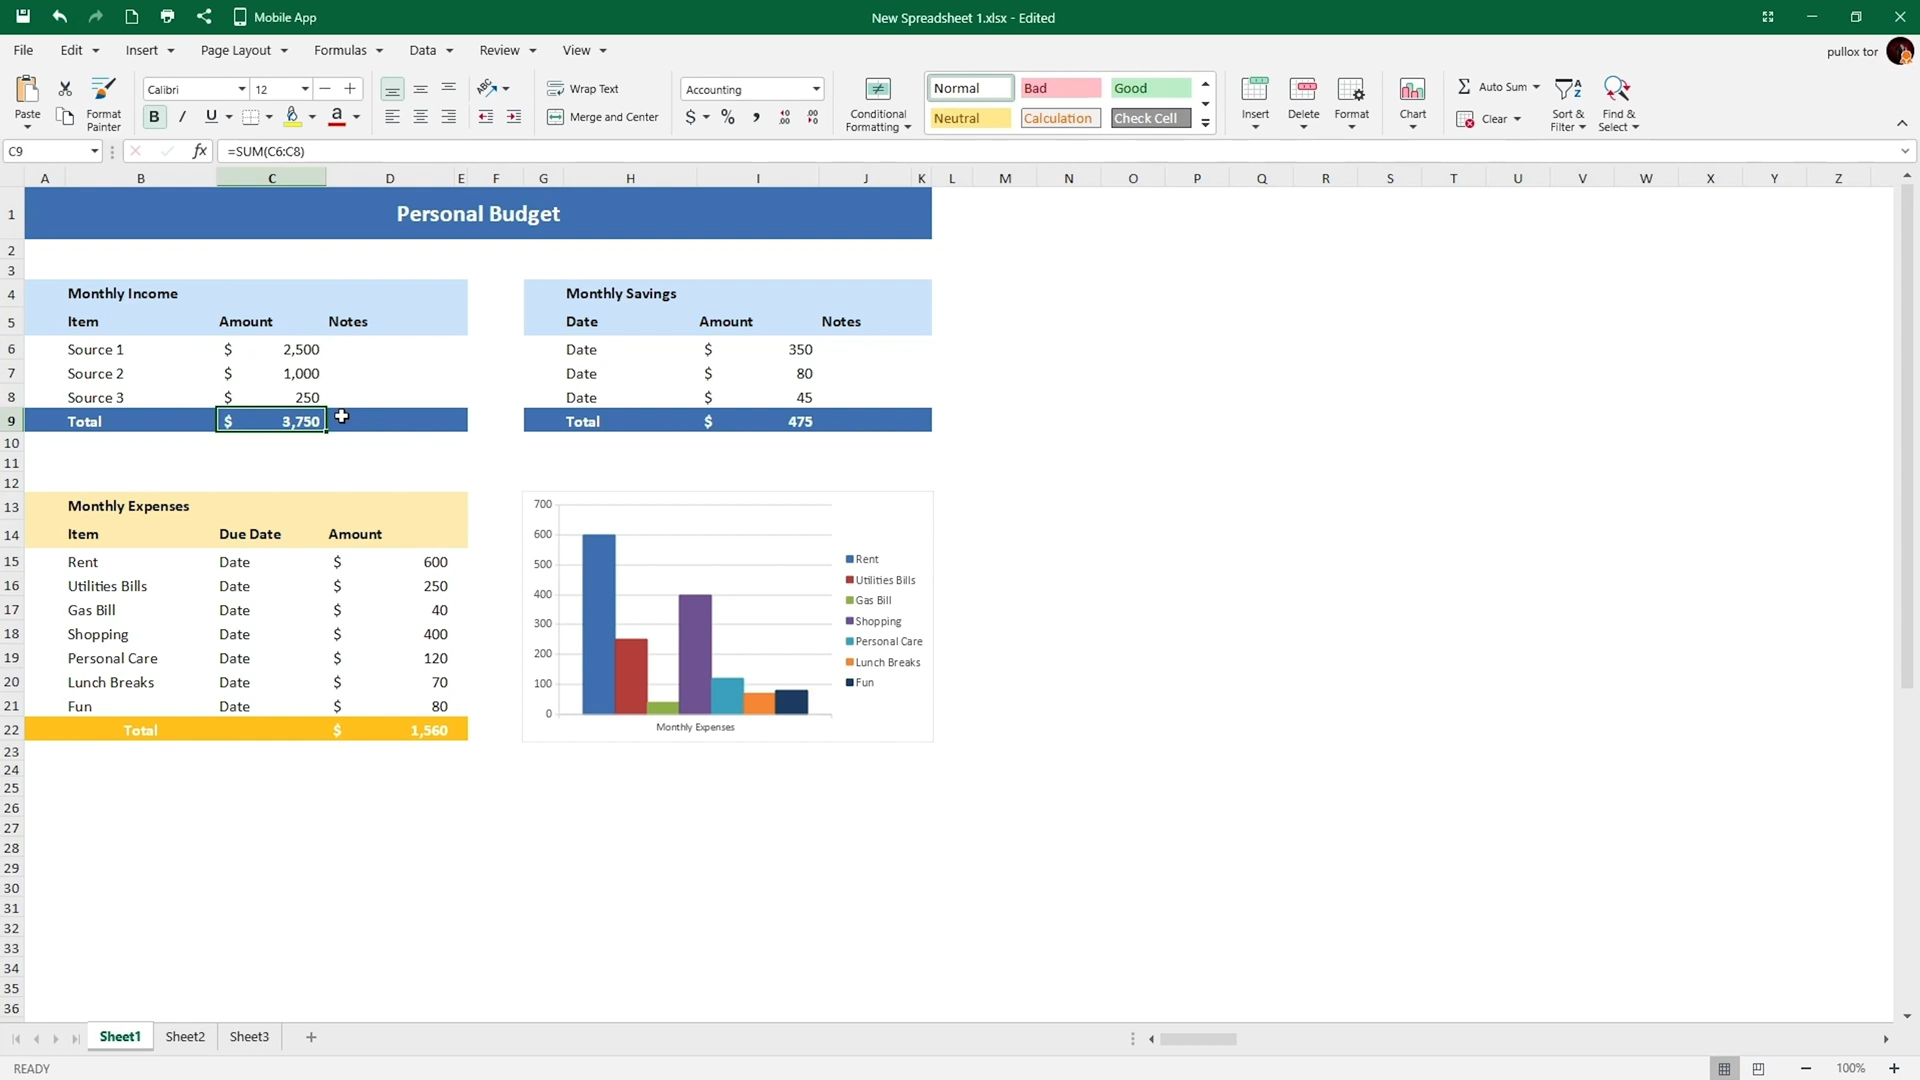 Mobile App
New Spreadsheet 1.xlsx - Edited
File Edit Insert Page Layout Formulas Data Review View
pullox tor
Paste
Format Painter
Calibri 12
B I U
a
ABC
Wrap Text
Merge and Center
Accounting
$ % , .00 .00
Conditional Formatting
Normal Bad Good
Neutral Calculation Check Cell
Insert Delete Format Chart
Σ Auto Sum
Clear
Sort & Filter
Find & Select
C9 fx =SUM(C6:C8)
A B C D E F G H I J K L M N O P Q R S T U V W X Y Z
1 Personal Budget
2
3
4 Monthly Income Monthly Savings
5 Item Amount Notes Date Amount Notes
6 Source 1 $ 2,500 Date $ 350
7 Source 2 $ 1,000 Date $ 80
8 Source 3 $ 250 Date $ 45
9 Total $ 3,750 Total $ 475
10
11
12
13 Monthly Expenses
14 Item Due Date Amount
15 Rent Date $ 600
16 Utilities Bills Date $ 250
17 Gas Bill Date $ 40
18 Shopping Date $ 400
19 Personal Care Date $ 120
20 Lunch Breaks Date $ 70
21 Fun Date $ 80
22 Total $ 1,560
700
600
500
400
300
200
100
0
Monthly Expenses
Rent
Utilities Bills
Gas Bill
Shopping
Personal Care
Lunch Breaks
Fun
23
24
25
26
27
28
29
30
31
32
33
34
35
36
Sheet1 Sheet2 Sheet3 +
READY
100%